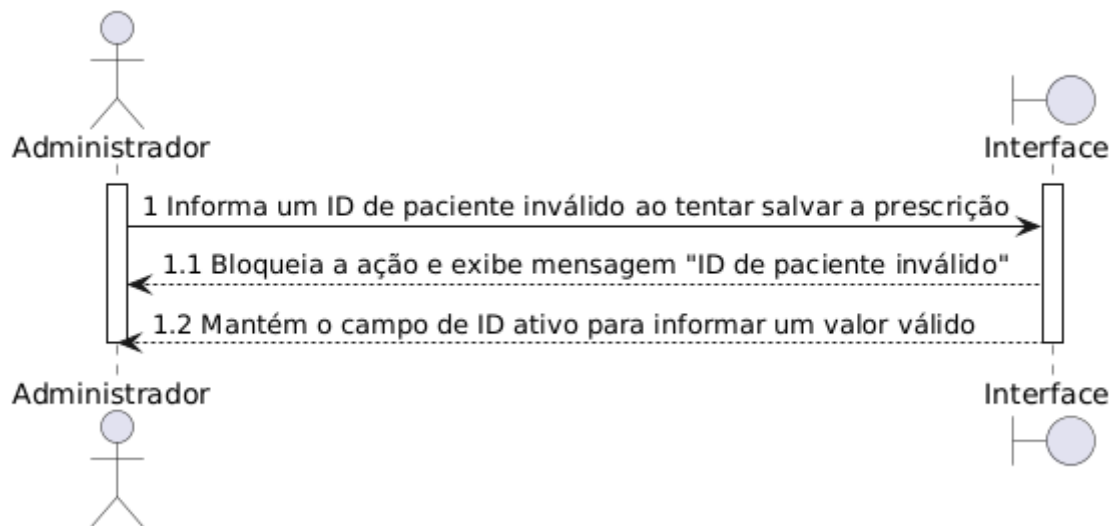 Administrador
Interface
1 Informa um ID de paciente inválido ao tentar salvar a prescrição
1.1 Bloqueia a ação e exibe mensagem "ID de paciente inválido"
1.2 Mantém o campo de ID ativo para informar um valor válido
Administrador
Interface